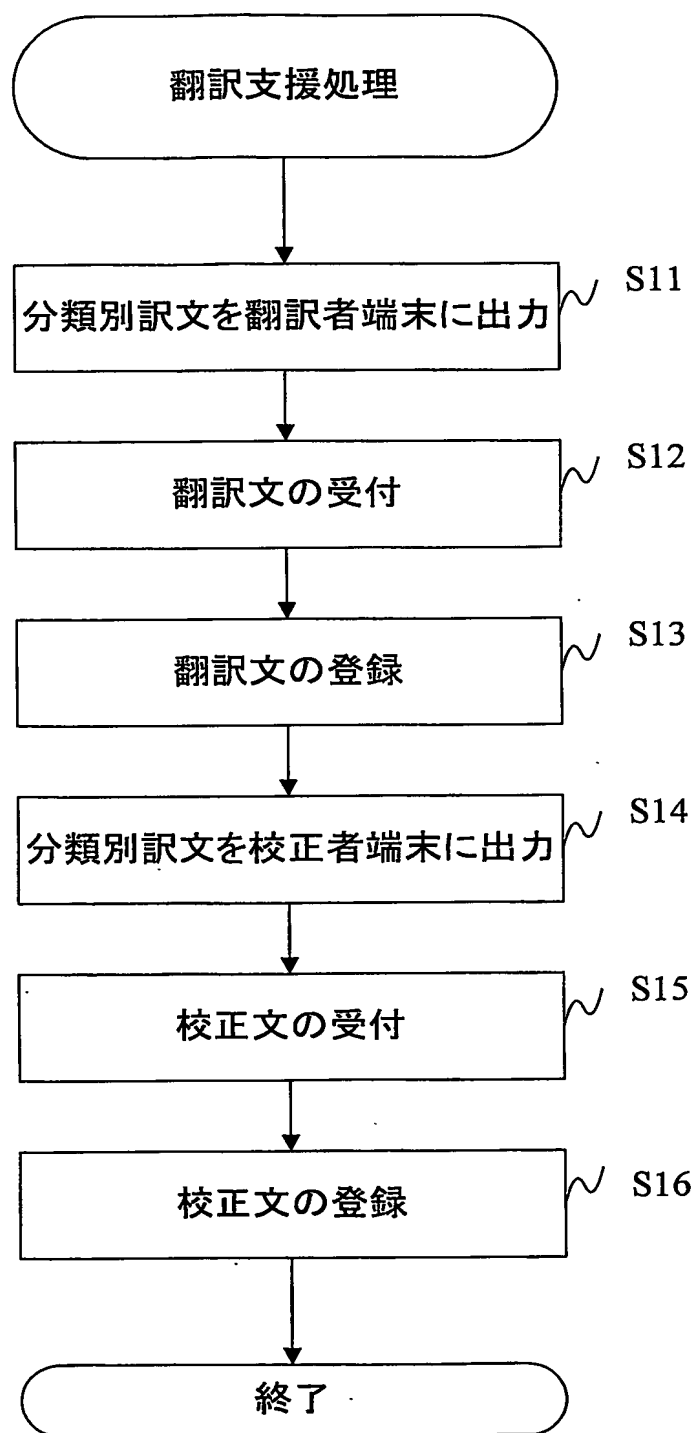 翻訳支援処理
分類別訳文を翻訳者端末に出力
S11
翻訳文の受付
S12
翻訳文の登録
S13
分類別訳文を校正者端末に出力
S14
校正文の受付
S15
校正文の登録
S16
終了